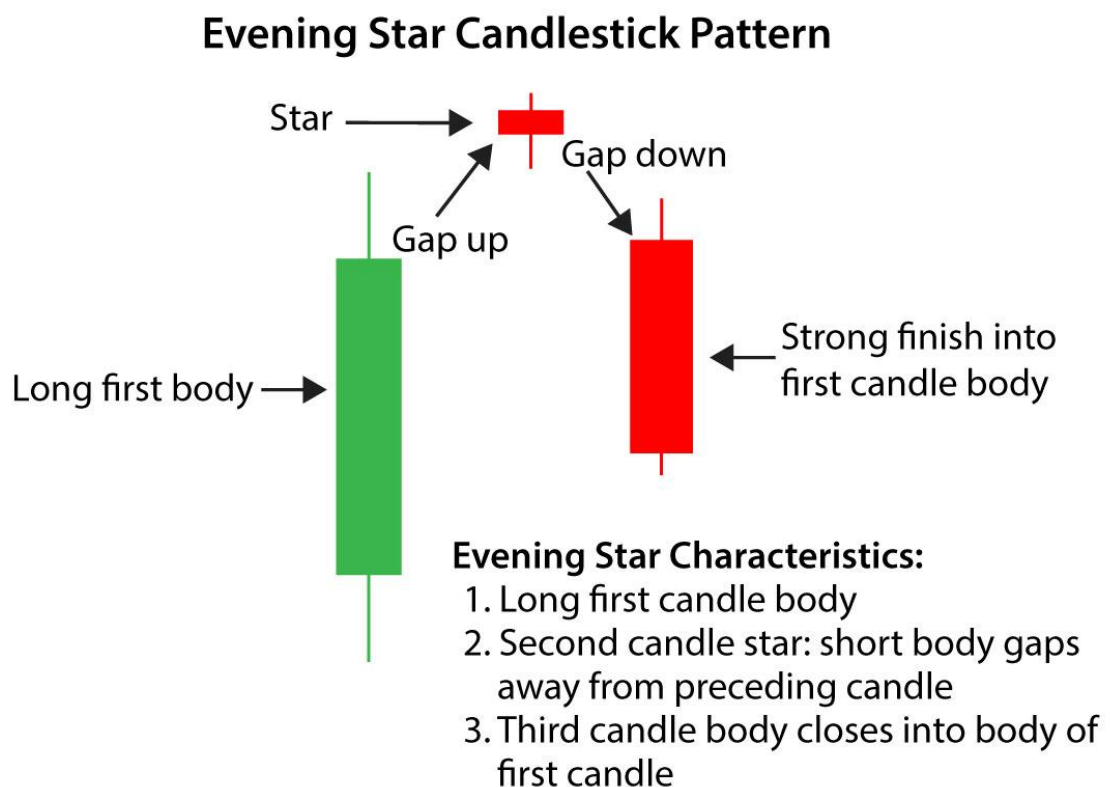 Evening Star Candlestick Pattern
Star
Gap down
Gap up
Long first body
Strong finish into
first candle body
Evening Star Characteristics:
1. Long first candle body
2. Second candle star: short body gaps
away from preceding candle
3. Third candle body closes into body of
first candle